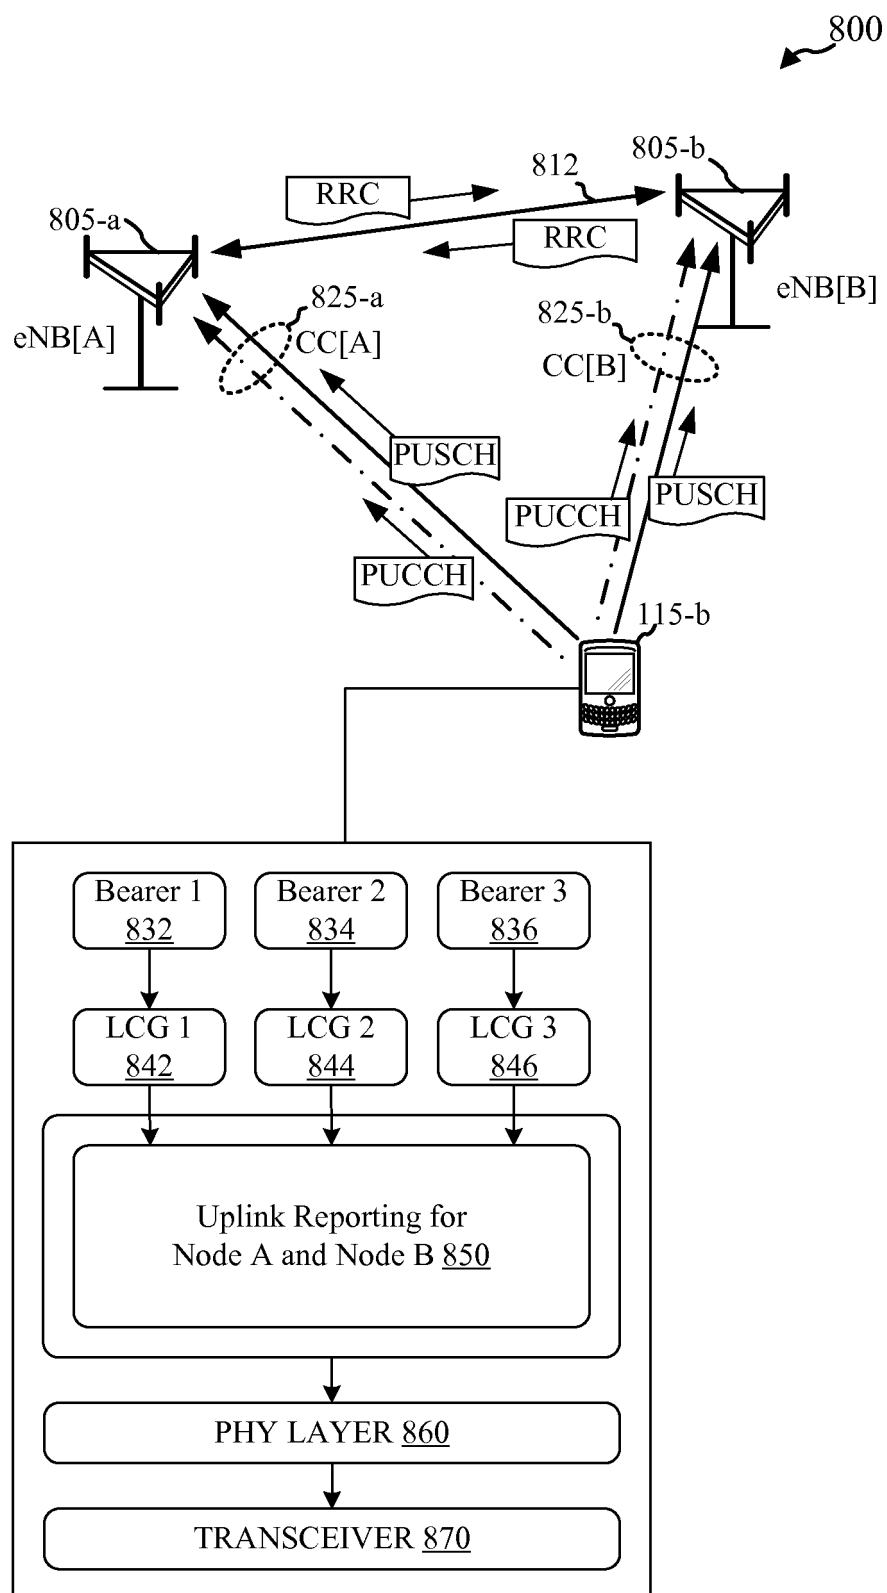 800
805-b
812
RRC
805-a
RRC
825-a
eNB[B]
825-b
eNB[A]
CC[A]
CC[B]
PUSCH
PUSCH
PUCCH
PUCCH
115-b
Bearer 1
832
Bearer 2
834
Bearer 3
836
LCG 1
842
LCG 2
844
LCG 3
846
Uplink Reporting for
Node A and Node B 850
PHY LAYER 860
TRANSCEIVER 870